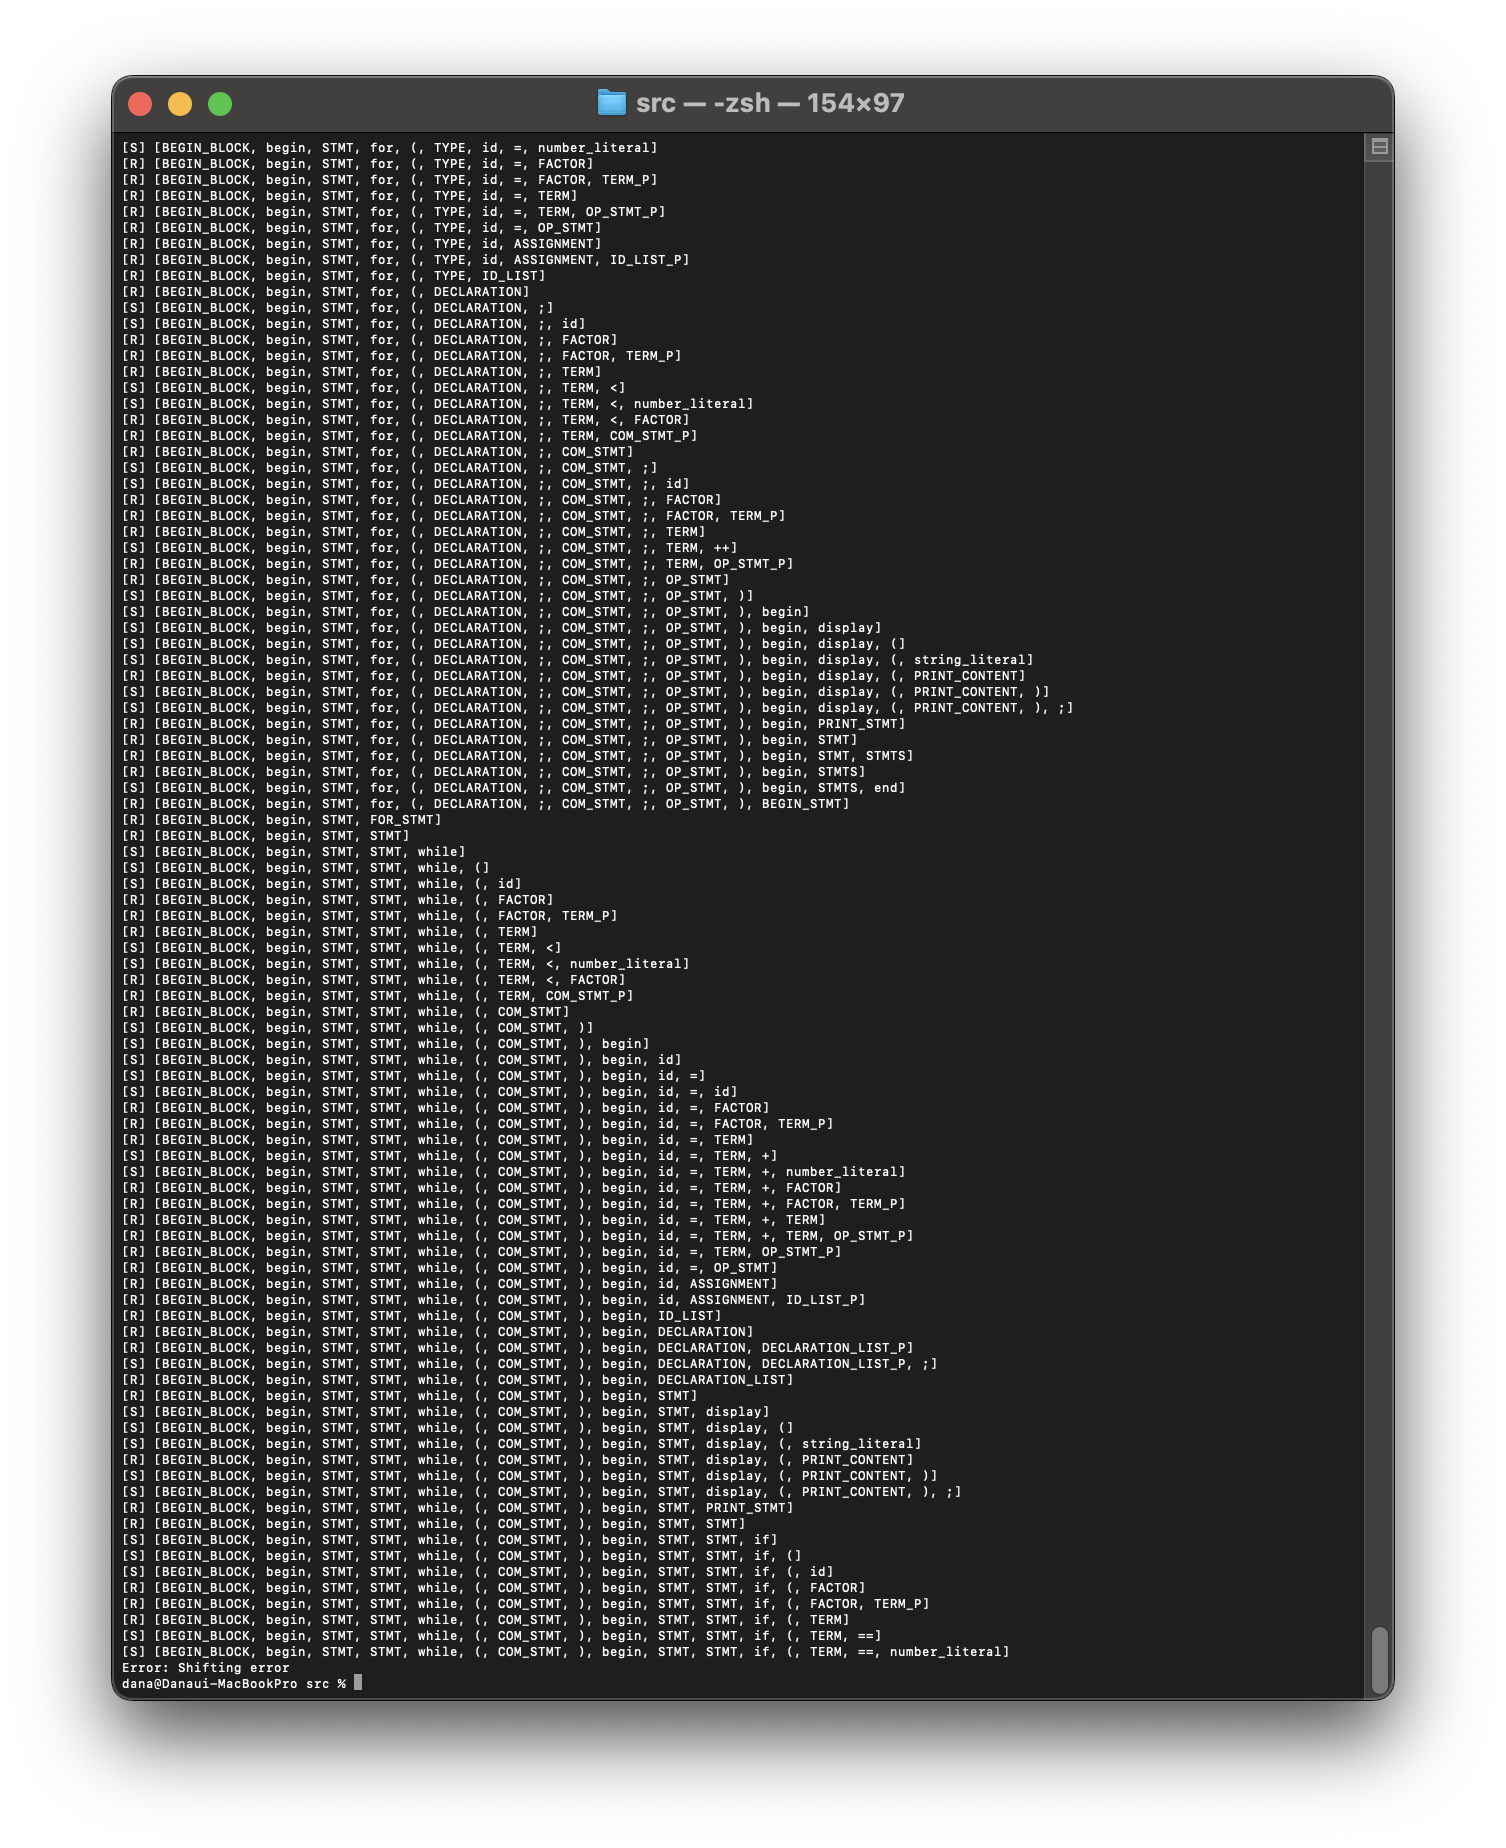 src — -zsh — 154×97
[S] [BEGIN_BLOCK, begin, STMT, for, (, TYPE, id, =, number_literal]
[R] [BEGIN_BLOCK, begin, STMT, for, (, TYPE, id, =, FACTOR]
[R] [BEGIN_BLOCK, begin, STMT, for, (, TYPE, id, =, FACTOR, TERM_P]
[R] [BEGIN_BLOCK, begin, STMT, for, (, TYPE, id, =, TERM]
[R] [BEGIN_BLOCK, begin, STMT, for, (, TYPE, id, =, TERM, OP_STMT_P]
[R] [BEGIN_BLOCK, begin, STMT, for, (, TYPE, id, =, OP_STMT]
[R] [BEGIN_BLOCK, begin, STMT, for, (, TYPE, id, ASSIGNMENT]
[R] [BEGIN_BLOCK, begin, STMT, for, (, TYPE, id, ASSIGNMENT, ID_LIST_P]
[R] [BEGIN_BLOCK, begin, STMT, for, (, TYPE, ID_LIST]
[R] [BEGIN_BLOCK, begin, STMT, for, (, DECLARATION]
[S] [BEGIN_BLOCK, begin, STMT, for, (, DECLARATION, ;]
[S] [BEGIN_BLOCK, begin, STMT, for, (, DECLARATION, ;, id]
[R] [BEGIN_BLOCK, begin, STMT, for, (, DECLARATION, ;, FACTOR]
[R] [BEGIN_BLOCK, begin, STMT, for, (, DECLARATION, ;, FACTOR, TERM_P]
[R] [BEGIN_BLOCK, begin, STMT, for, (, DECLARATION, ;, TERM]
[S] [BEGIN_BLOCK, begin, STMT, for, (, DECLARATION, ;, TERM, <]
[S] [BEGIN_BLOCK, begin, STMT, for, (, DECLARATION, ;, TERM, <, number_literal]
[R] [BEGIN_BLOCK, begin, STMT, for, (, DECLARATION, ;, TERM, <, FACTOR]
[R] [BEGIN_BLOCK, begin, STMT, for, (, DECLARATION, ;, TERM, COM_STMT_P]
[R] [BEGIN_BLOCK, begin, STMT, for, (, DECLARATION, ;, COM_STMT]
[S] [BEGIN_BLOCK, begin, STMT, for, (, DECLARATION, ;, COM_STMT, ;]
[S] [BEGIN_BLOCK, begin, STMT, for, (, DECLARATION, ;, COM_STMT, ;, id]
[R] [BEGIN_BLOCK, begin, STMT, for, (, DECLARATION, ;, COM_STMT, ;, FACTOR]
[R] [BEGIN_BLOCK, begin, STMT, for, (, DECLARATION, ;, COM_STMT, ;, FACTOR, TERM_P]
[R] [BEGIN_BLOCK, begin, STMT, for, (, DECLARATION, ;, COM_STMT, ;, TERM]
[S] [BEGIN_BLOCK, begin, STMT, for, (, DECLARATION, ;, COM_STMT, ;, TERM, ++]
[R] [BEGIN_BLOCK, begin, STMT, for, (, DECLARATION, ;, COM_STMT, ;, TERM, OP_STMT_P]
[R] [BEGIN_BLOCK, begin, STMT, for, (, DECLARATION, ;, COM_STMT, ;, OP_STMT]
[S] [BEGIN_BLOCK, begin, STMT, for, (, DECLARATION, ;, COM_STMT, ;, OP_STMT, )]
[S] [BEGIN_BLOCK, begin, STMT, for, (, DECLARATION, ;, COM_STMT, ;, OP_STMT, ), begin]
[S] [BEGIN_BLOCK, begin, STMT, for, (, DECLARATION, ;, COM_STMT, ;, OP_STMT, ), begin, display]
[S] [BEGIN_BLOCK, begin, STMT, for, (, DECLARATION, ;, COM_STMT, ;, OP_STMT, ), begin, display, (]
[S] [BEGIN_BLOCK, begin, STMT, for, (, DECLARATION, ;, COM_STMT, ;, OP_STMT, ), begin, display, (, string_literal]
[R] [BEGIN_BLOCK, begin, STMT, for, (, DECLARATION, ;, COM_STMT, ;, OP_STMT, ), begin, display, (, PRINT_CONTENT]
[S] [BEGIN_BLOCK, begin, STMT, for, (, DECLARATION, ;, COM_STMT, ;, OP_STMT, ), begin, display, (, PRINT_CONTENT, )]
[S] [BEGIN_BLOCK, begin, STMT, for, (, DECLARATION, ;, COM_STMT, ;, OP_STMT, ), begin, display, (, PRINT_CONTENT, ), ;]
[R] [BEGIN_BLOCK, begin, STMT, for, (, DECLARATION, ;, COM_STMT, ;, OP_STMT, ), begin, PRINT_STMT]
[R] [BEGIN_BLOCK, begin, STMT, for, (, DECLARATION, ;, COM_STMT, ;, OP_STMT, ), begin, STMT]
[R] [BEGIN_BLOCK, begin, STMT, for, (, DECLARATION, ;, COM_STMT, ;, OP_STMT, ), begin, STMT, STMTS]
[R] [BEGIN_BLOCK, begin, STMT, for, (, DECLARATION, ;, COM_STMT, ;, OP_STMT, ), begin, STMTS]
[S] [BEGIN_BLOCK, begin, STMT, for, (, DECLARATION, ;, COM_STMT, ;, OP_STMT, ), begin, STMTS, end]
[R] [BEGIN_BLOCK, begin, STMT, for, (, DECLARATION, ;, COM_STMT, ;, OP_STMT, ), BEGIN_STMT]
[R] [BEGIN_BLOCK, begin, STMT, FOR_STMT]
[R] [BEGIN_BLOCK, begin, STMT, STMT]
[S] [BEGIN_BLOCK, begin, STMT, STMT, while]
[S] [BEGIN_BLOCK, begin, STMT, STMT, while, (]
[S] [BEGIN_BLOCK, begin, STMT, STMT, while, (, id]
[R] [BEGIN_BLOCK, begin, STMT, STMT, while, (, FACTOR]
[R] [BEGIN_BLOCK, begin, STMT, STMT, while, (, FACTOR, TERM_P]
[R] [BEGIN_BLOCK, begin, STMT, STMT, while, (, TERM]
[S] [BEGIN_BLOCK, begin, STMT, STMT, while, (, TERM, <]
[S] [BEGIN_BLOCK, begin, STMT, STMT, while, (, TERM, <, number_literal]
[R] [BEGIN_BLOCK, begin, STMT, STMT, while, (, TERM, <, FACTOR]
[R] [BEGIN_BLOCK, begin, STMT, STMT, while, (, TERM, COM_STMT_P]
[R] [BEGIN_BLOCK, begin, STMT, STMT, while, (, COM_STMT]
[S] [BEGIN_BLOCK, begin, STMT, STMT, while, (, COM_STMT, )]
[S] [BEGIN_BLOCK, begin, STMT, STMT, while, (, COM_STMT, ), begin]
[S] [BEGIN_BLOCK, begin, STMT, STMT, while, (, COM_STMT, ), begin, id]
[S] [BEGIN_BLOCK, begin, STMT, STMT, while, (, COM_STMT, ), begin, id, =]
[S] [BEGIN_BLOCK, begin, STMT, STMT, while, (, COM_STMT, ), begin, id, =, id]
[R] [BEGIN_BLOCK, begin, STMT, STMT, while, (, COM_STMT, ), begin, id, =, FACTOR]
[R] [BEGIN_BLOCK, begin, STMT, STMT, while, (, COM_STMT, ), begin, id, =, FACTOR, TERM_P]
[R] [BEGIN_BLOCK, begin, STMT, STMT, while, (, COM_STMT, ), begin, id, =, TERM]
[S] [BEGIN_BLOCK, begin, STMT, STMT, while, (, COM_STMT, ), begin, id, =, TERM, +]
[S] [BEGIN_BLOCK, begin, STMT, STMT, while, (, COM_STMT, ), begin, id, =, TERM, +, number_literal]
[R] [BEGIN_BLOCK, begin, STMT, STMT, while, (, COM_STMT, ), begin, id, =, TERM, +, FACTOR]
[R] [BEGIN_BLOCK, begin, STMT, STMT, while, (, COM_STMT, ), begin, id, =, TERM, +, FACTOR, TERM_P]
[R] [BEGIN_BLOCK, begin, STMT, STMT, while, (, COM_STMT, ), begin, id, =, TERM, +, TERM]
[R] [BEGIN_BLOCK, begin, STMT, STMT, while, (, COM_STMT, ), begin, id, =, TERM, +, TERM, OP_STMT_P]
[R] [BEGIN_BLOCK, begin, STMT, STMT, while, (, COM_STMT, ), begin, id, =, TERM, OP_STMT_P]
[R] [BEGIN_BLOCK, begin, STMT, STMT, while, (, COM_STMT, ), begin, id, =, OP_STMT]
[R] [BEGIN_BLOCK, begin, STMT, STMT, while, (, COM_STMT, ), begin, id, ASSIGNMENT]
[R] [BEGIN_BLOCK, begin, STMT, STMT, while, (, COM_STMT, ), begin, id, ASSIGNMENT, ID_LIST_P]
[R] [BEGIN_BLOCK, begin, STMT, STMT, while, (, COM_STMT, ), begin, ID_LIST]
[R] [BEGIN_BLOCK, begin, STMT, STMT, while, (, COM_STMT, ), begin, DECLARATION]
[R] [BEGIN_BLOCK, begin, STMT, STMT, while, (, COM_STMT, ), begin, DECLARATION, DECLARATION_LIST_P]
[S] [BEGIN_BLOCK, begin, STMT, STMT, while, (, COM_STMT, ), begin, DECLARATION, DECLARATION_LIST_P, ;]
[R] [BEGIN_BLOCK, begin, STMT, STMT, while, (, COM_STMT, ), begin, DECLARATION_LIST]
[R] [BEGIN_BLOCK, begin, STMT, STMT, while, (, COM_STMT, ), begin, STMT]
[S] [BEGIN_BLOCK, begin, STMT, STMT, while, (, COM_STMT, ), begin, STMT, display]
[S] [BEGIN_BLOCK, begin, STMT, STMT, while, (, COM_STMT, ), begin, STMT, display, (]
[S] [BEGIN_BLOCK, begin, STMT, STMT, while, (, COM_STMT, ), begin, STMT, display, (, string_literal]
[R] [BEGIN_BLOCK, begin, STMT, STMT, while, (, COM_STMT, ), begin, STMT, display, (, PRINT_CONTENT]
[S] [BEGIN_BLOCK, begin, STMT, STMT, while, (, COM_STMT, ), begin, STMT, display, (, PRINT_CONTENT, )]
[S] [BEGIN_BLOCK, begin, STMT, STMT, while, (, COM_STMT, ), begin, STMT, display, (, PRINT_CONTENT, ), ;]
[R] [BEGIN_BLOCK, begin, STMT, STMT, while, (, COM_STMT, ), begin, STMT, PRINT_STMT]
[R] [BEGIN_BLOCK, begin, STMT, STMT, while, (, COM_STMT, ), begin, STMT, STMT]
[S] [BEGIN_BLOCK, begin, STMT, STMT, while, (, COM_STMT, ), begin, STMT, STMT, if]
[S] [BEGIN_BLOCK, begin, STMT, STMT, while, (, COM_STMT, ), begin, STMT, STMT, if, (]
[S] [BEGIN_BLOCK, begin, STMT, STMT, while, (, COM_STMT, ), begin, STMT, STMT, if, (, id]
[R] [BEGIN_BLOCK, begin, STMT, STMT, while, (, COM_STMT, ), begin, STMT, STMT, if, (, FACTOR]
[R] [BEGIN_BLOCK, begin, STMT, STMT, while, (, COM_STMT, ), begin, STMT, STMT, if, (, FACTOR, TERM_P]
[R] [BEGIN_BLOCK, begin, STMT, STMT, while, (, COM_STMT, ), begin, STMT, STMT, if, (, TERM]
[S] [BEGIN_BLOCK, begin, STMT, STMT, while, (, COM_STMT, ), begin, STMT, STMT, if, (, TERM, ==]
[S] [BEGIN_BLOCK, begin, STMT, STMT, while, (, COM_STMT, ), begin, STMT, STMT, if, (, TERM, ==, number_literal]
Error: Shifting error
dana@Danaui-MacBookPro src %